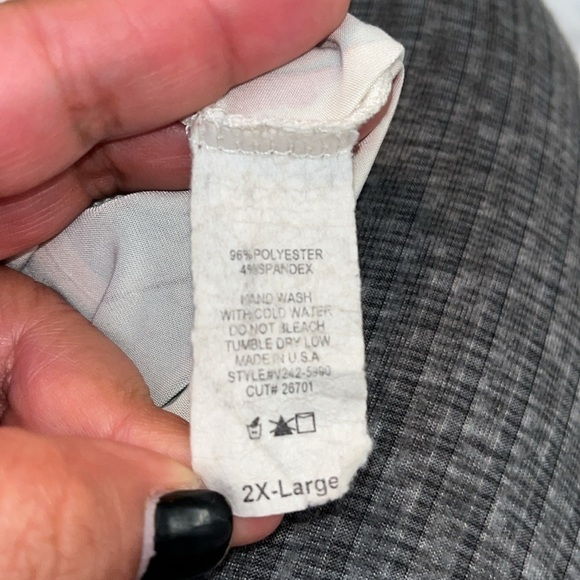 96% POLYESTER
4% SPANDEX
HAND WASH
WITH COLD WATER
DO NOT BLEACH
TUMBLE DRY LOW
MADE IN U.S.A
STYLE#V242-5990
CUT# 26701
2X-Large